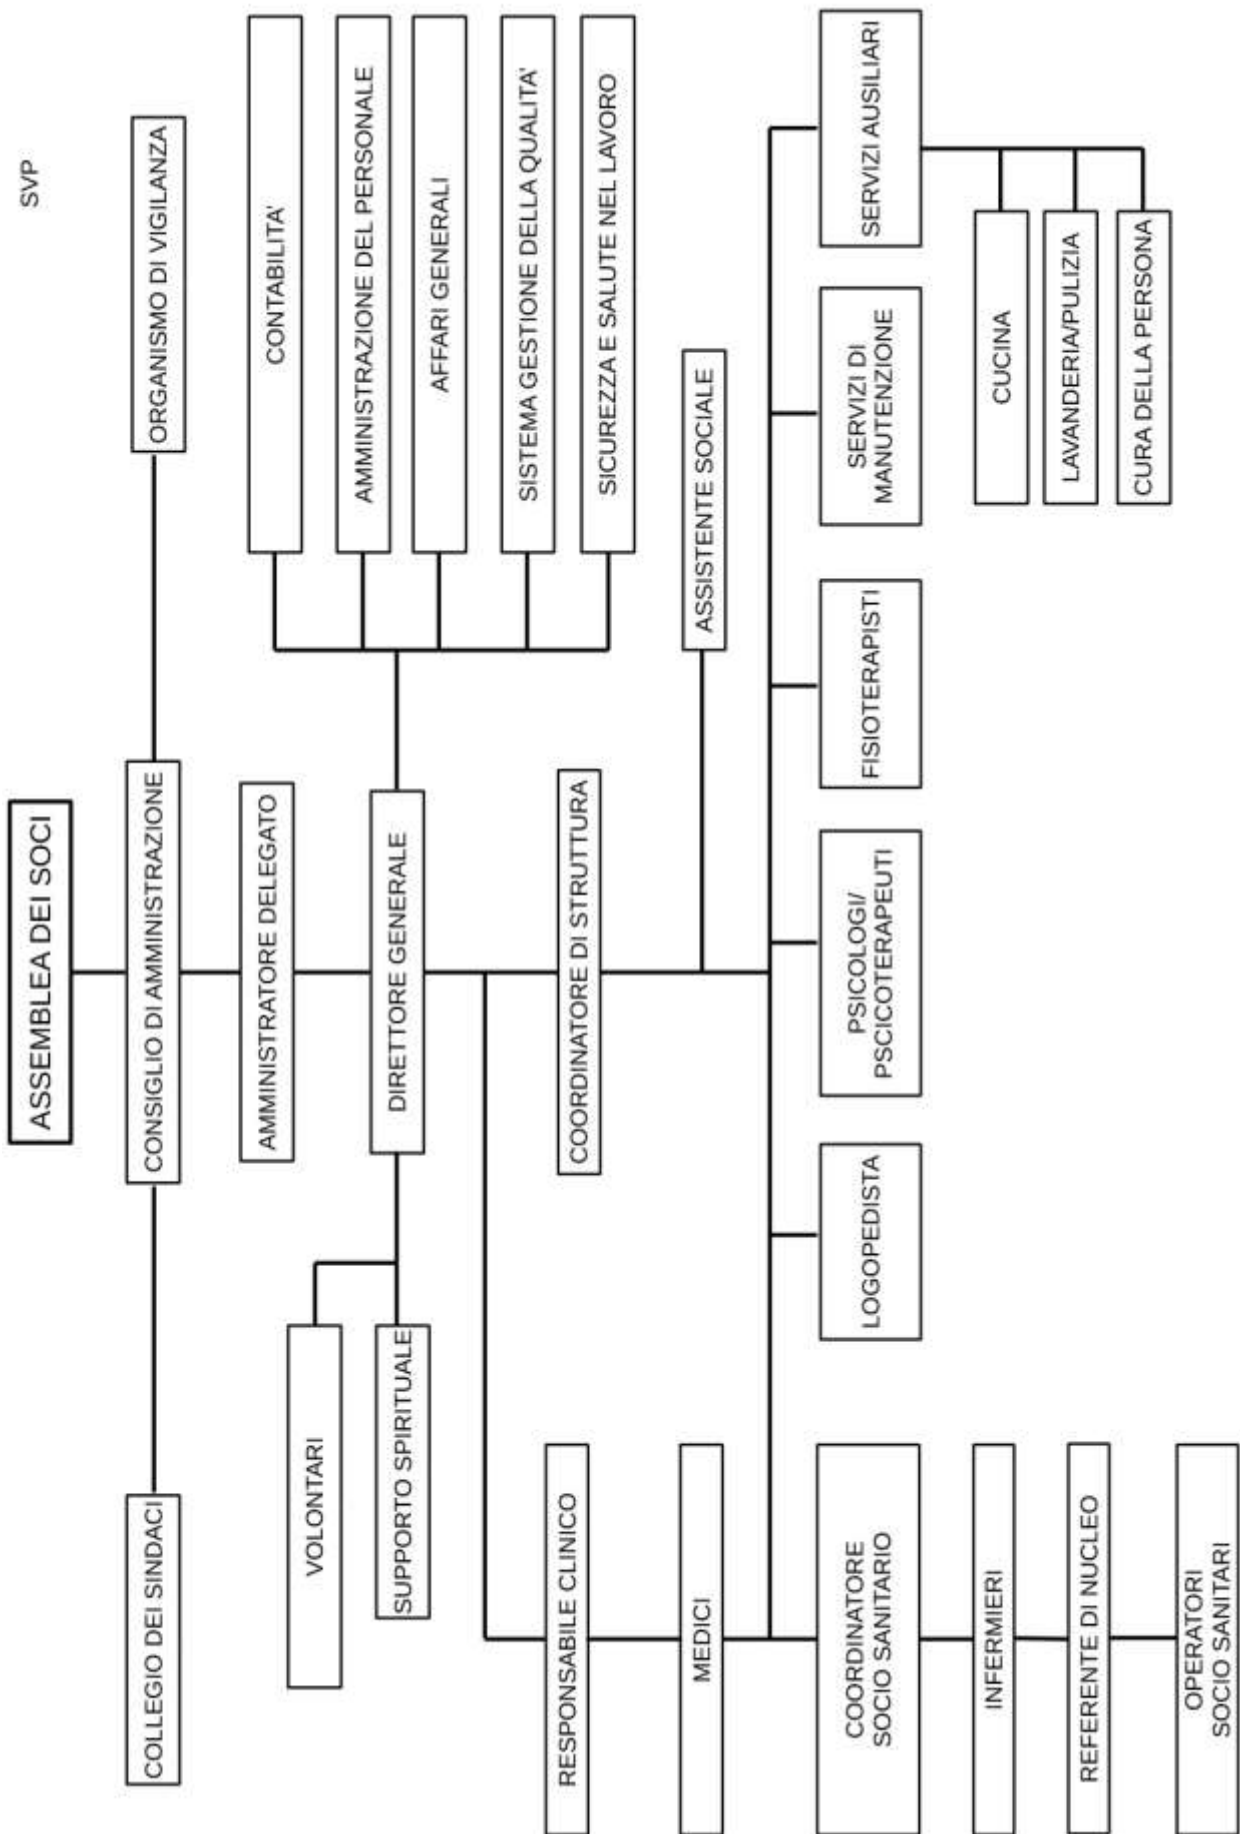 SVP
ASSEMBLEA DEI SOCI
COLLEGIO DEI SINDACI
CONSIGLIO DI AMMINISTRAZIONE
ORGANISMO DI VIGILANZA
AMMINISTRATORE DELEGATO
VOLONTARI
SUPPORTO SPIRITUALE
DIRETTORE GENERALE
CONTABILITA'
AMMINISTRAZIONE DEL PERSONALE
AFFARI GENERALI
SISTEMA GESTIONE DELLA QUALITA'
SICUREZZA E SALUTE NEL LAVORO
RESPONSABILE CLINICO
COORDINATORE DI STRUTTURA
MEDICI
ASSISTENTE SOCIALE
COORDINATORE
SOCIO SANITARIO
LOGOPEDISTA
PSICOLOGI/
PSCICOTERAPEUTI
FISIOTERAPISTI
SERVIZI DI
MANUTENZIONE
SERVIZI AUSILIARI
INFERMIERI
REFERENTE DI NUCLEO
OPERATORI
SOCIO SANITARI
CUCINA
LAVANDERIA/PULIZIA
CURA DELLA PERSONA